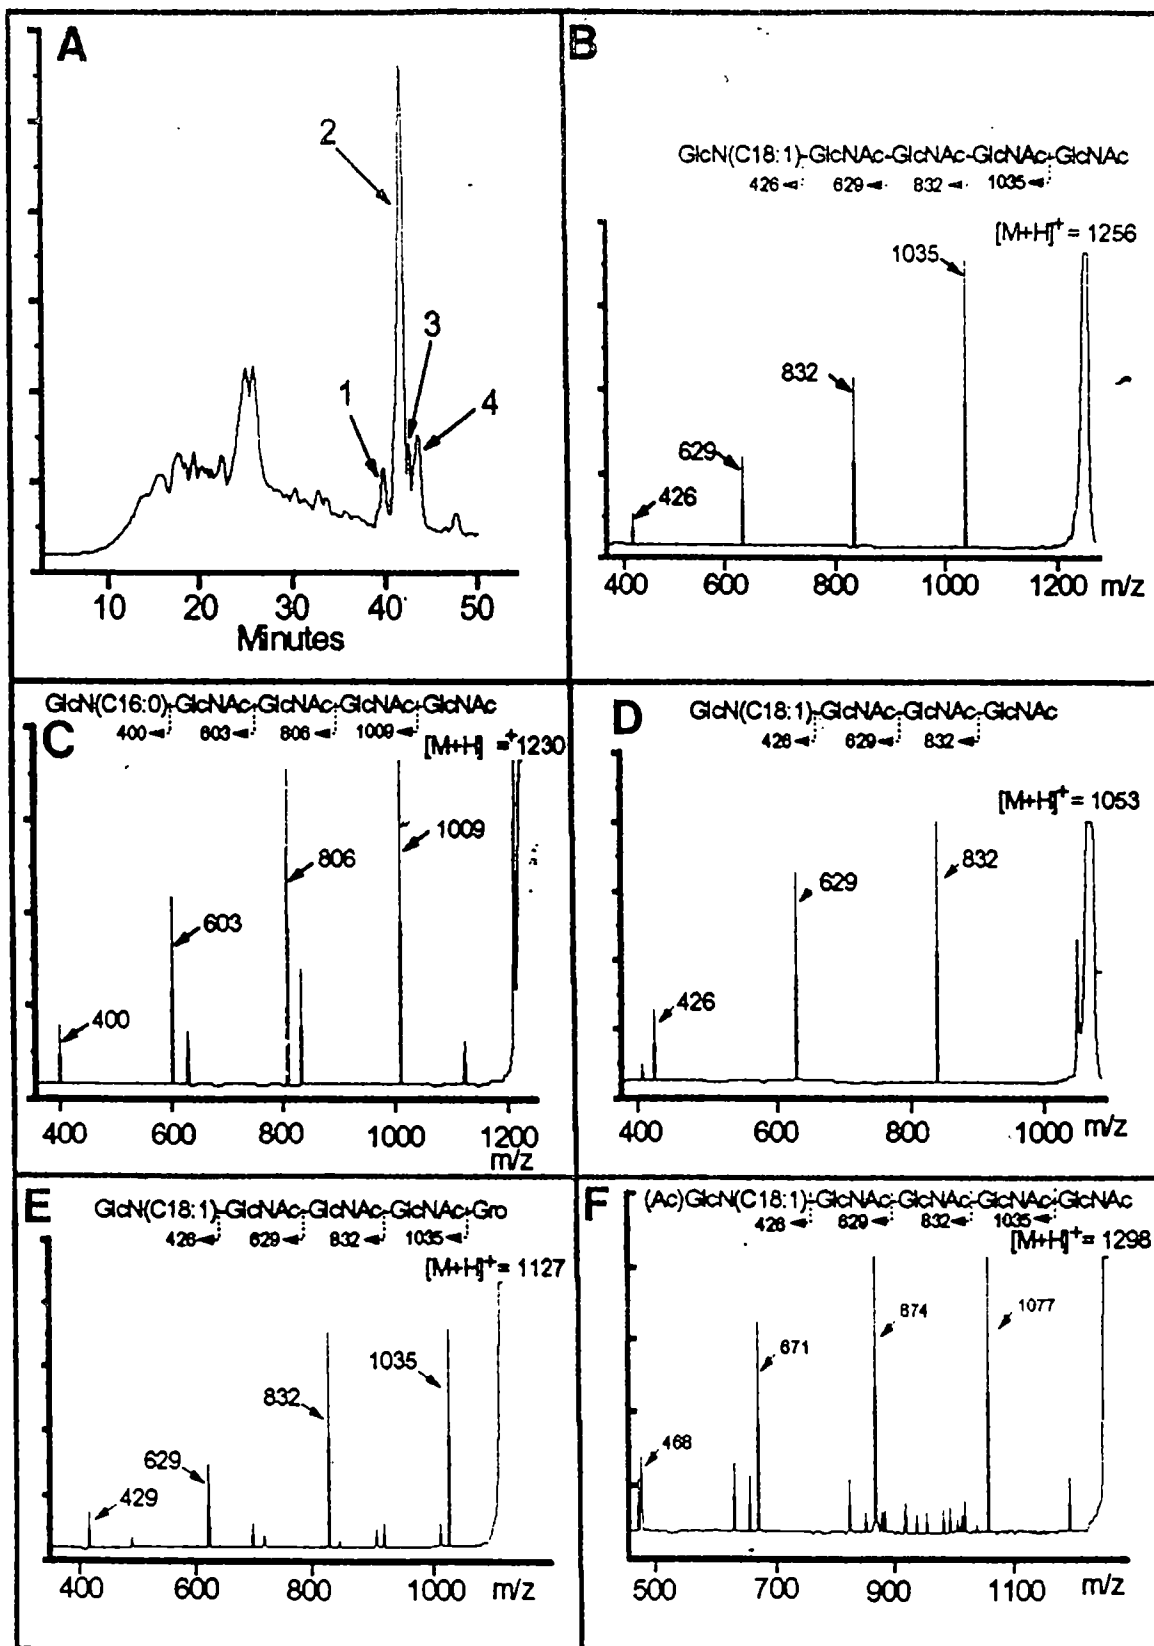 A
2
1
3
4
10 20 30 40 50
Minutes
B
GlcN(C18:1)-GlcNAc-GlcNAc-GlcNAc-GlcNAc
426 629 832 1035
[M+H]+ = 1256
1035
832
629
426
400 600 800 1000 1200 m/z
C
GlcN(C16:0)-GlcNAc-GlcNAc-GlcNAc-GlcNAc
400 603 806 1009
[M+H] =+1230
1009
806
603
400
400 600 800 1000 1200
m/z
D
GlcN(C18:1)-GlcNAc-GlcNAc-GlcNAc
426 629 832
[M+H]+ = 1053
832
629
426
400 600 800 1000 m/z
E
GlcN(C18:1)-GlcNAc-GlcNAc-GlcNAc-Gro
426 629 832 1035
[M+H]+ = 1127
1035
832
629
429
400 600 800 1000 m/z
F
(Ac)GlcN(C18:1)-GlcNAc-GlcNAc-GlcNAc-GlcNAc
426 629 832 1035
[M+H]+= 1298
1077
874
671
468
500 700 900 1100 m/z